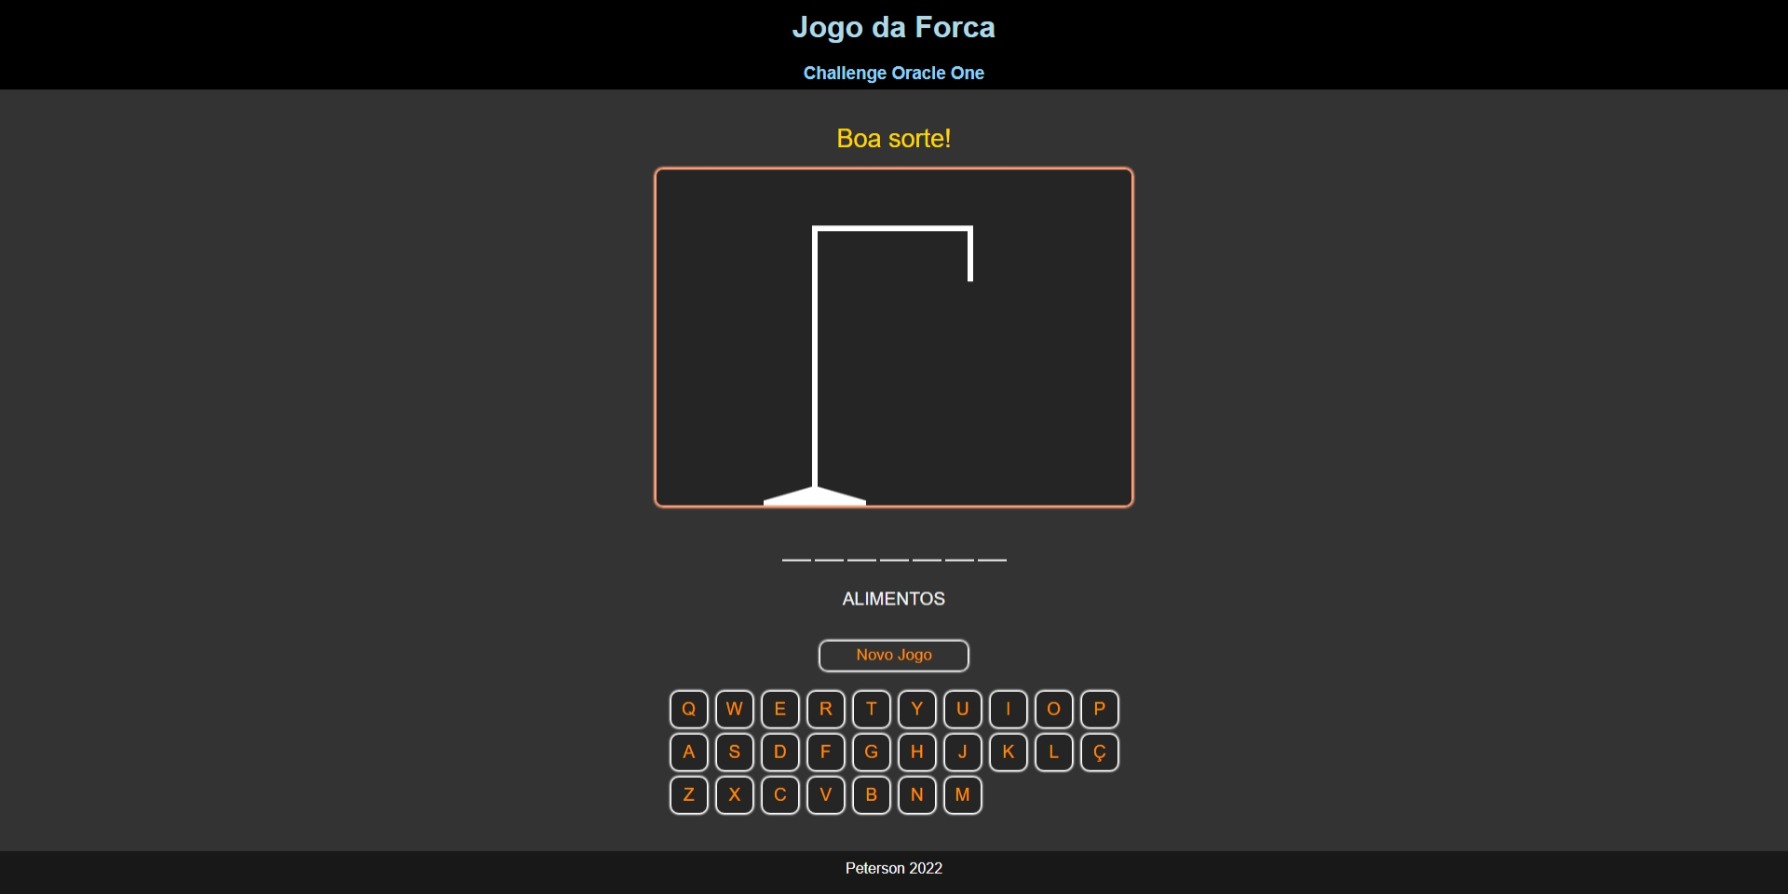 Jogo da Forca
Challenge Oracle One
Boa sorte!
ALIMENTOS
Novo Jogo
Q W E R T Y U I O P
A S D F G H J K L Ç
Z X C V B N M
Peterson 2022